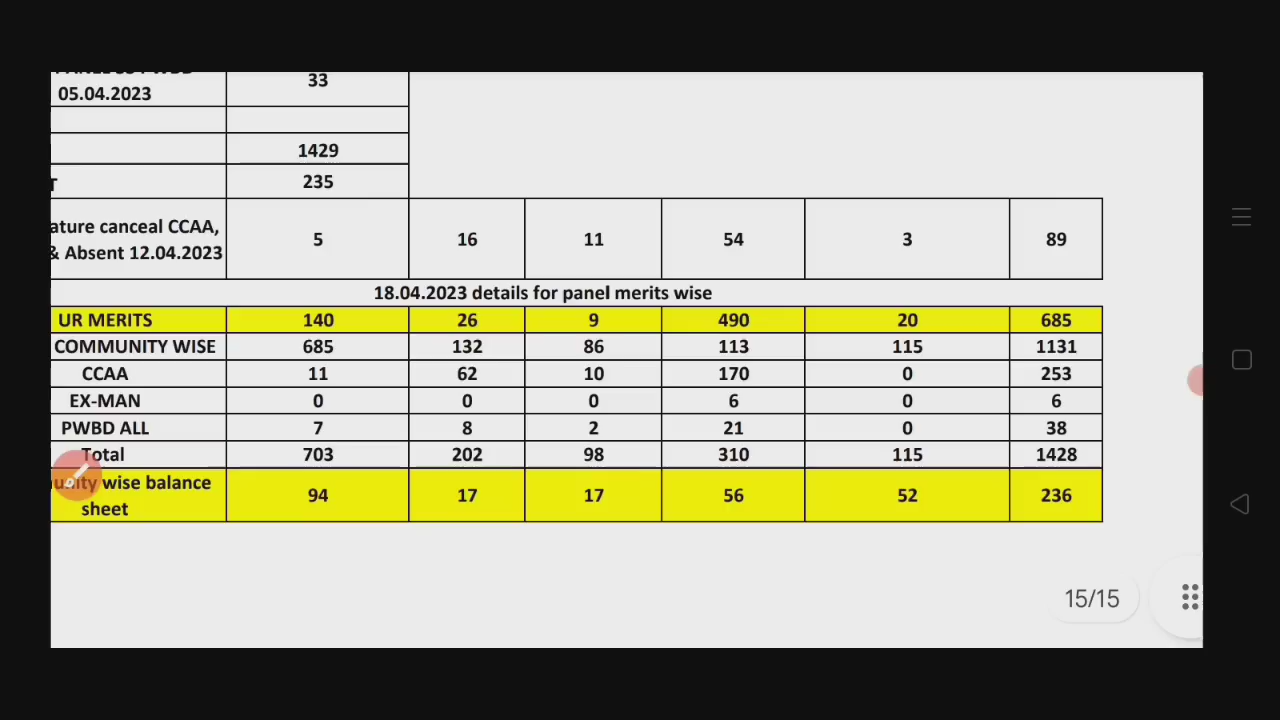 33
05.04.2023
1429
235
ature canceal CCAA,
& Absent 12.04.2023 5 16 11 54 3 89
18.04.2023 details for panel merits wise
UR MERITS 140 26 9 490 20 685
COMMUNITY WISE 685 132 86 113 115 1131
CCAA 11 62 10 170 0 253
EX-MAN 0 0 0 6 0 6
PWBD ALL 7 8 2 21 0 38
Total 703 202 98 310 115 1428
wise balance
sheet 94 17 17 56 52 236
15/15